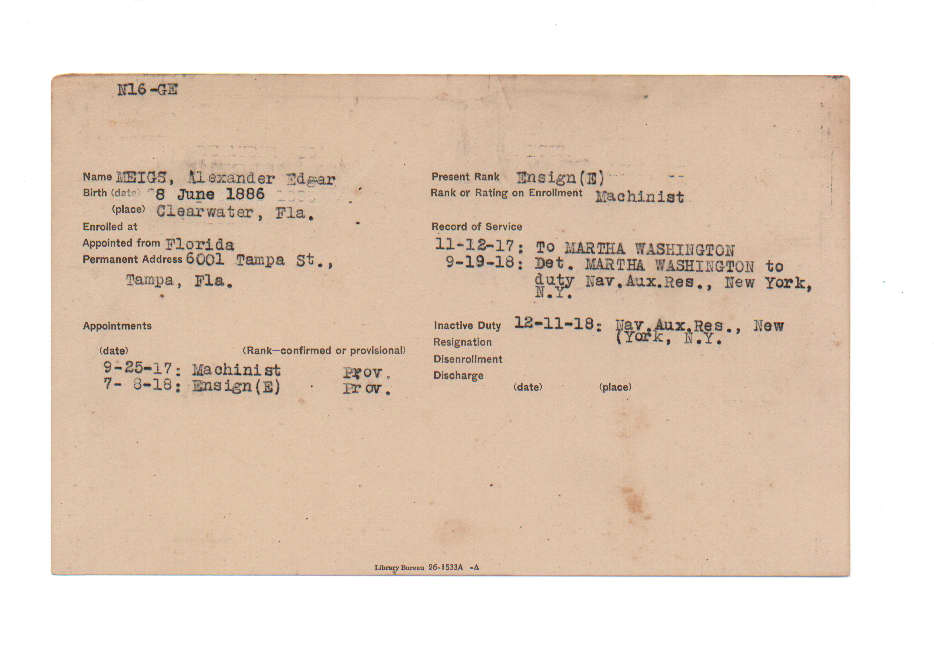 N16-GE
Name MEIGS, Alexander Edgar
Birth (date) 8 June 1886
(place) Clearwater, Fla.
Enrolled at
Appointed from Florida
Permanent Address 6001 Tampa St.,
Tampa, Fla.
Appointments
(date) (Rank—confirmed or provisional)
9-25-17: Machinist Prov.
7- 8-18: Ensign(E) Prov.
Present Rank Ensign(E)
Rank or Rating on Enrollment Machinist
Record of Service
11-12-17: To MARTHA WASHINGTON
9-19-18: Det. MARTHA WASHINGTON to
duty Nav.Aux.Res., New York,
N.Y.
Inactive Duty 12-11-18: Nav.Aux.Res., New
(York, N.Y.
Resignation
Disenrollment
Discharge
(date) (place)
Library Bureau 26-1533A -A